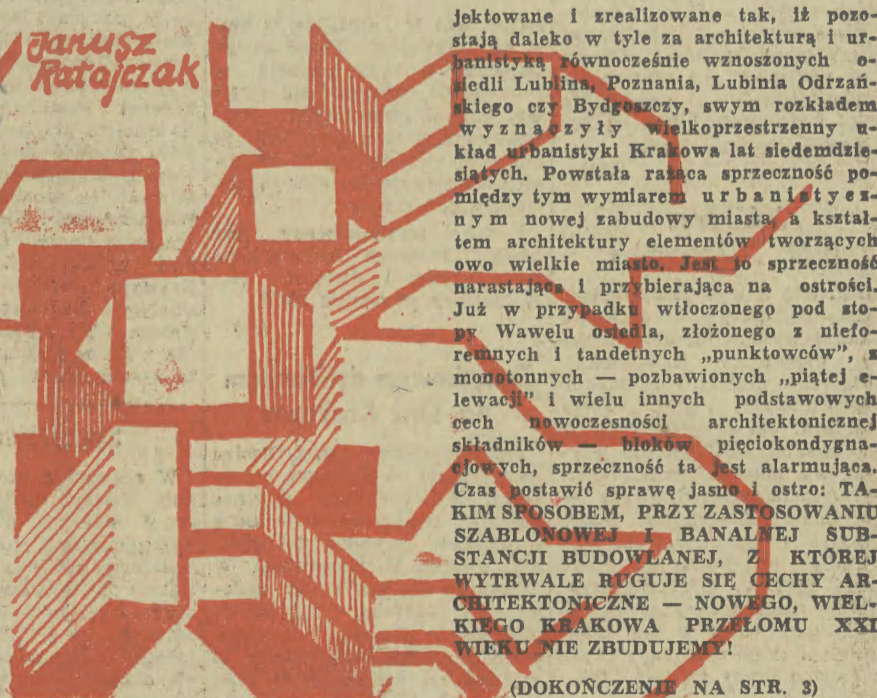 Janusz
Ratajczak
jektowane i zrealizowane tak, iż pozo-
stają daleko w tyle za architekturą i ur-
banistyką równocześnie wznoszonych o-
siedli Lublina, Poznania, Lubinia Odrzań-
skiego czy Bydgoszczy, swym rozkładem
wyznaczyły wielkoprzestrzenny u-
kład urbanistyki Krakowa lat siedemdzie-
siątych. Powstała rażąca sprzeczność po-
między tym wymiarem urbanistycz-
nym nowej zabudowy miasta, a kształ-
tem architektury elementów tworzących
owo wielkie miasto. Jest to sprzeczność
narastająca i przybierająca na ostrości.
Już w przypadku wtłoczonego pod sto-
py Wawelu osiedla, złożonego z niefo-
remnych i tandetnych „punktowców”, z
monotonnych — pozbawionych „piątej e-
lewacji” i wielu innych podstawowych
cech nowoczesności architektonicznej
składników — bloków pięciokondygna-
cjowych, sprzeczność ta jest alarmująca.
Czas postawić sprawę jasno i ostro: TA-
KIM SPOSOBEM, PRZY ZASTOSOWANIU
SZABLONOWEJ I BANALNEJ SUB-
STANCJI BUDOWLANEJ, Z KTÓREJ
WYTRWALE RUGUJE SIĘ CECHY AR-
CHITEKTONICZNE — NOWEGO, WIEL-
KIEGO KRAKOWA PRZEŁOMU XXI
WIEKU NIE ZBUDUJEMY!
(DOKOŃCZENIE NA STR. 3)